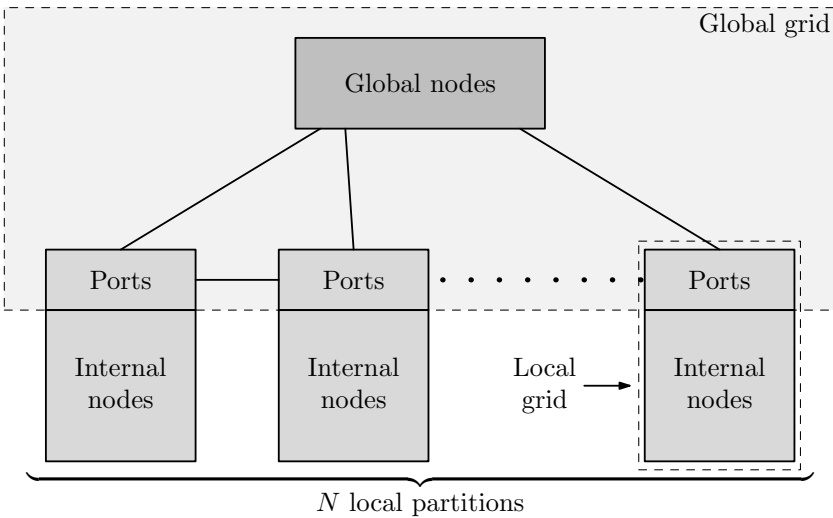 Global grid
Global nodes
Ports
Ports
Ports
Internal
nodes
Internal
nodes
Local
grid
Internal
nodes
N local partitions